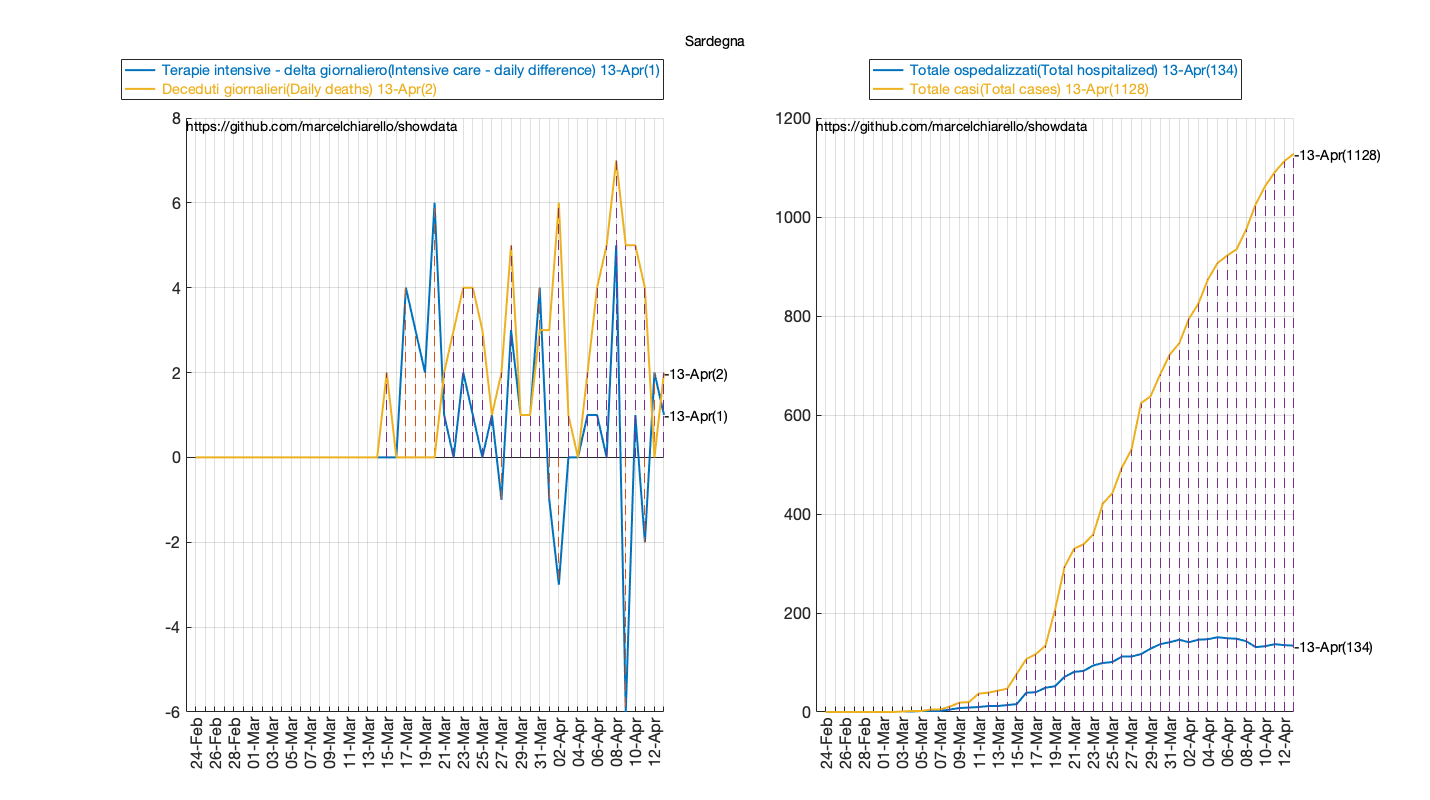 Sardegna
Terapie intensive - delta giornaliero(Intensive care - daily difference) 13-Apr(1)
Deceduti giornalieri(Daily deaths) 13-Apr(2)
https://github.com/marcelchiarello/showdata
8
6
4
2
0
-2
-4
-6
-13-Apr(2)
-13-Apr(1)
24-Feb
26-Feb
28-Feb
01-Mar
03-Mar
05-Mar
07-Mar
09-Mar
11-Mar
13-Mar
15-Mar
17-Mar
19-Mar
21-Mar
23-Mar
25-Mar
27-Mar
29-Mar
31-Mar
02-Apr
04-Apr
06-Apr
08-Apr
10-Apr
12-Apr
Totale ospedalizzati(Total hospitalized) 13-Apr(134)
Totale casi(Total cases) 13-Apr(1128)
https://github.com/marcelchiarello/showdata
1200
1000
800
600
400
200
0
-13-Apr(1128)
-13-Apr(134)
24-Feb
26-Feb
28-Feb
01-Mar
03-Mar
05-Mar
07-Mar
09-Mar
11-Mar
13-Mar
15-Mar
17-Mar
19-Mar
21-Mar
23-Mar
25-Mar
27-Mar
29-Mar
31-Mar
02-Apr
04-Apr
06-Apr
08-Apr
10-Apr
12-Apr